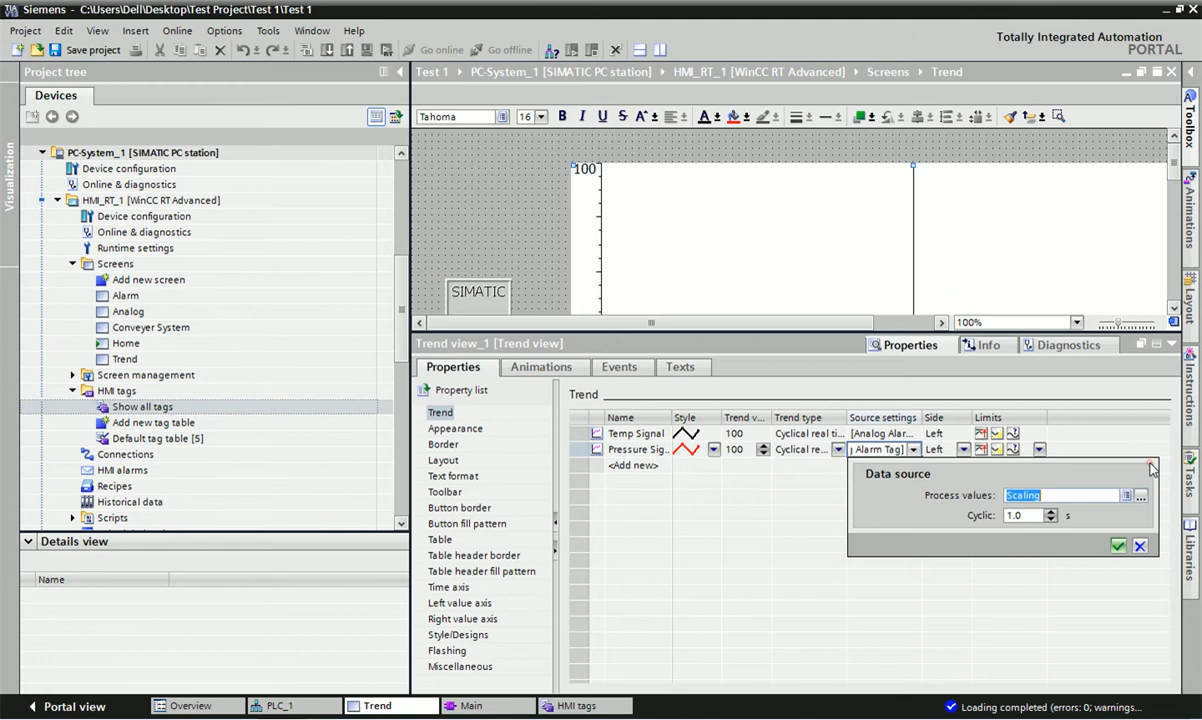 Siemens - C:\Users\Dell\Desktop\Test Project\Test 1\Test 1
Project Edit View Insert Online Options Tools Window Help
Totally Integrated Automation
PORTAL
Save project
Go online
Go offline
Project tree
Devices
Visualization
PC-System_1 [SIMATIC PC station]
Device configuration
Online & diagnostics
HMI_RT_1 [WinCC RT Advanced]
Device configuration
Online & diagnostics
Runtime settings
Screens
Add new screen
Alarm
Analog
Conveyer System
Home
Trend
Screen management
HMI tags
Show all tags
Add new tag table
Default tag table [5]
Connections
HMI alarms
Recipes
Historical data
Scripts
Details view
Name
Test 1 PC-System_1 [SIMATIC PC station] HMI_RT_1 [WinCC RT Advanced] Screens Trend
Tahoma 16 B I U S A A
100
SIMATIC
100%
Trend view_1 [Trend view]
Properties Info Diagnostics
Properties Animations Events Texts
Property list
Trend
Appearance
Border
Layout
Text format
Toolbar
Button border
Button fill pattern
Table
Table header border
Table header fill pattern
Time axis
Left value axis
Right value axis
Style/Designs
Flashing
Miscellaneous
Trend
Name Style Trend v... Trend type Source settings Side Limits
Temp Signal 100 Cyclical real ti... [Analog Alar... Left
Pressure Sig.. 100 Cyclical re... Alarm Tag] Left
<Add new>
Data source
Process values: Scaling
Cyclic: 1.0 s
Toolbox
Animations
Layout
Instructions
Tasks
Libraries
Portal view Overview PLC_1 Trend Main HMI tags
Loading completed (errors: 0; warnings...